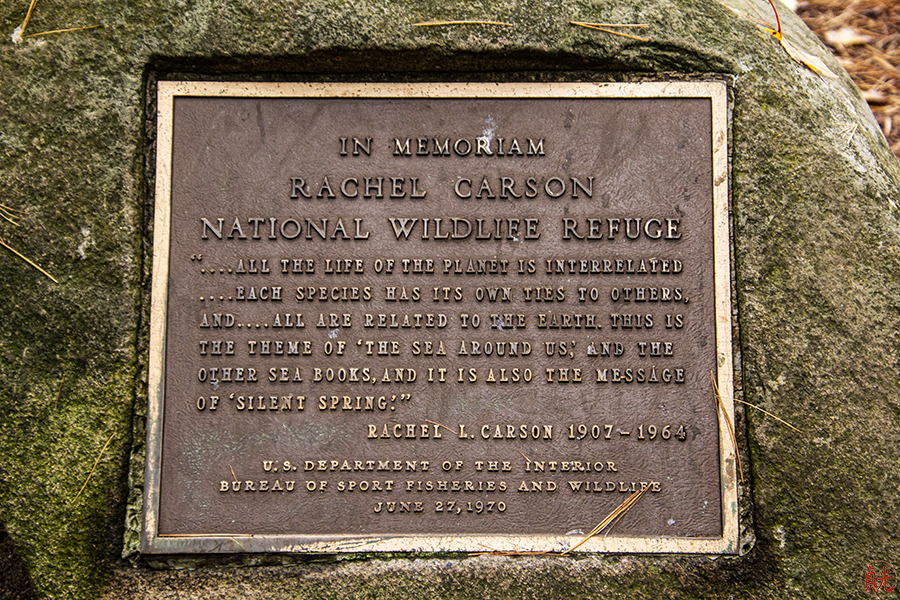 IN MEMORIAM
RACHEL CARSON
NATIONAL WILDLIFE REFUGE
"....ALL THE LIFE OF THE PLANET IS INTERRELATED
....EACH SPECIES HAS ITS OWN TIES TO OTHERS,
AND....ALL ARE RELATED TO THE EARTH. THIS IS
THE THEME OF 'THE SEA AROUND US,' AND THE
OTHER SEA BOOKS, AND IT IS ALSO THE MESSAGE
OF 'SILENT SPRING.'"
RACHEL L. CARSON 1907-1964
U.S. DEPARTMENT OF THE INTERIOR
BUREAU OF SPORT FISHERIES AND WILDLIFE
JUNE 27, 1970